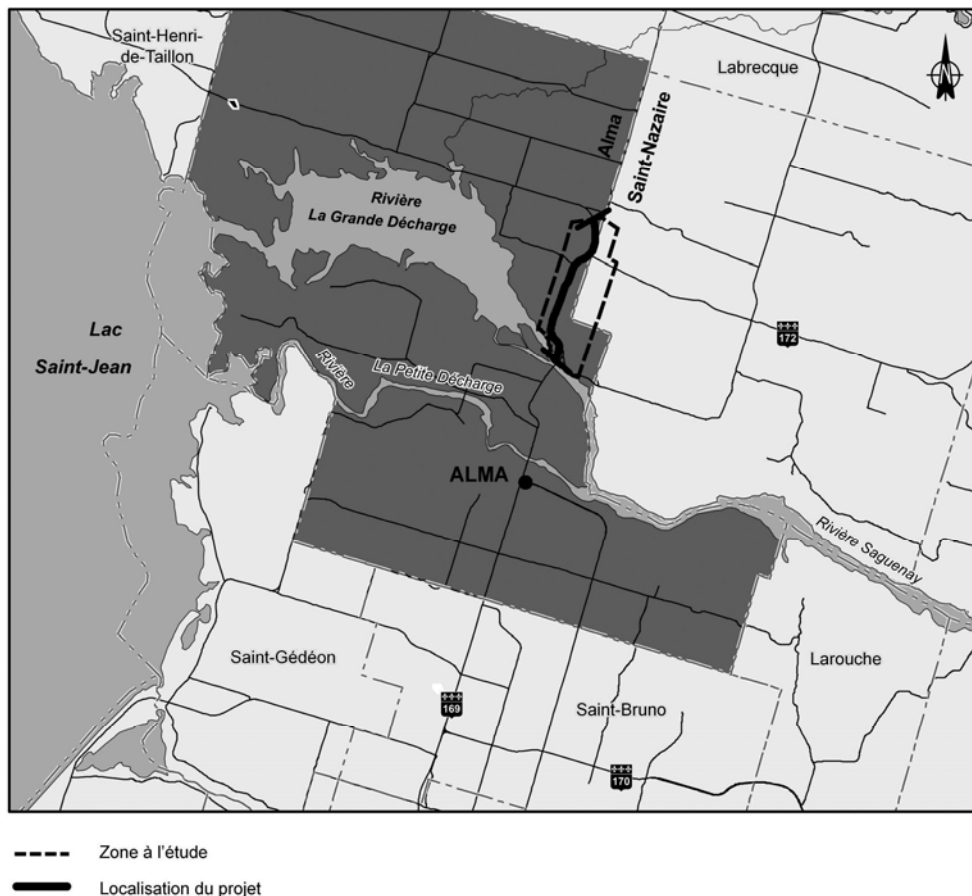 Saint-Henri-
de-Taillon
Labrecque
Alma
Saint-Nazaire
Rivière
La Grande Décharge
172
Lac
Saint-Jean
Rivière
La Petite Décharge
ALMA
Rivière Saguenay
Saint-Gédéon
Larouche
169
Saint-Bruno
170
Zone à l'étude
Localisation du projet